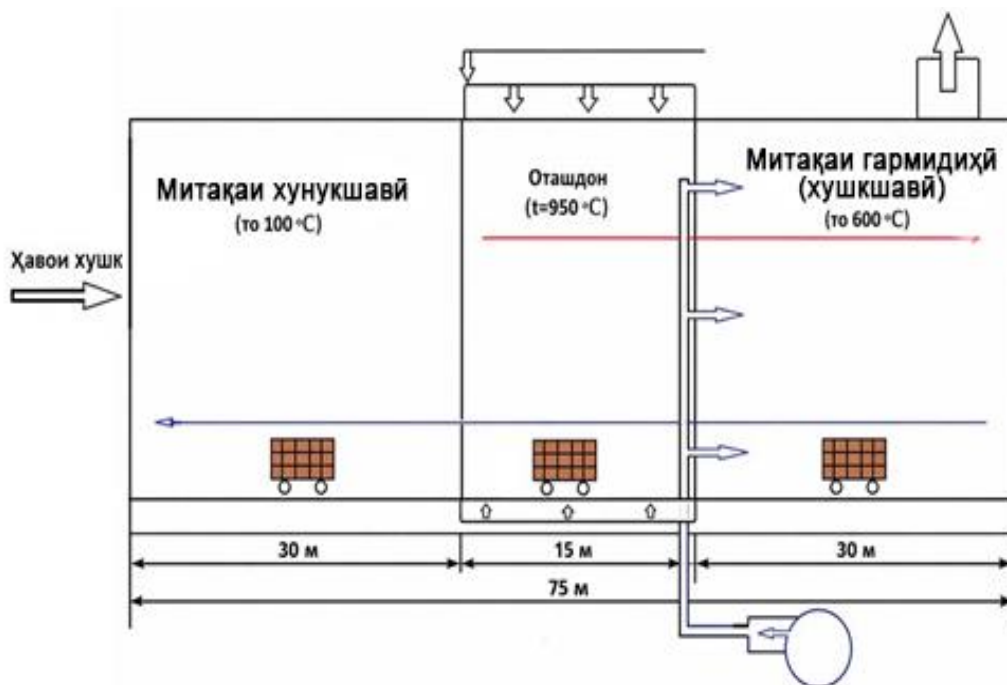 Митақаи хунукшавӣ
(то 100 °С)
Оташдон
(t=950 °С)
Митақаи гармидиҳӣ
(хушкшавӣ)
(то 600 °С)
Ҳавои хушк
30 м
15 м
30 м
75 м